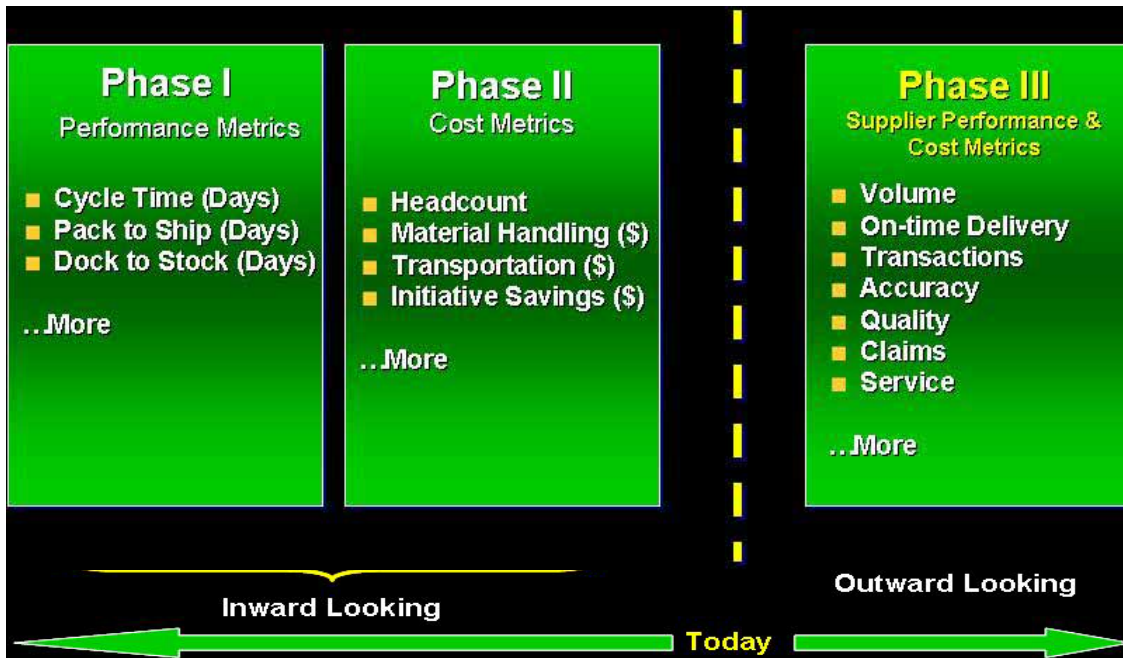 Phase I
Performance Metrics
Cycle Time (Days)
Pack to Ship (Days)
Dock to Stock (Days)
...More
Phase II
Cost Metrics
Headcount
Material Handling ($)
Transportation ($)
Initiative Savings ($)
...More
Phase III
Supplier Performance &
Cost Metrics
Volume
On-time Delivery
Transactions
Accuracy
Quality
Claims
Service
...More
Inward Looking
Outward Looking
Today